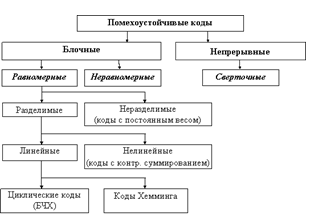 Помехоустойчивые коды
Блочные
Непрерывные
Равномерные
Неравномерные
Сверточные
Разделимые
Неразделимые
(коды с постоянным весом)
Линейные
Нелинейные
(коды с контр. суммированием)
Циклические коды
(БЧХ)
Коды Хемминга